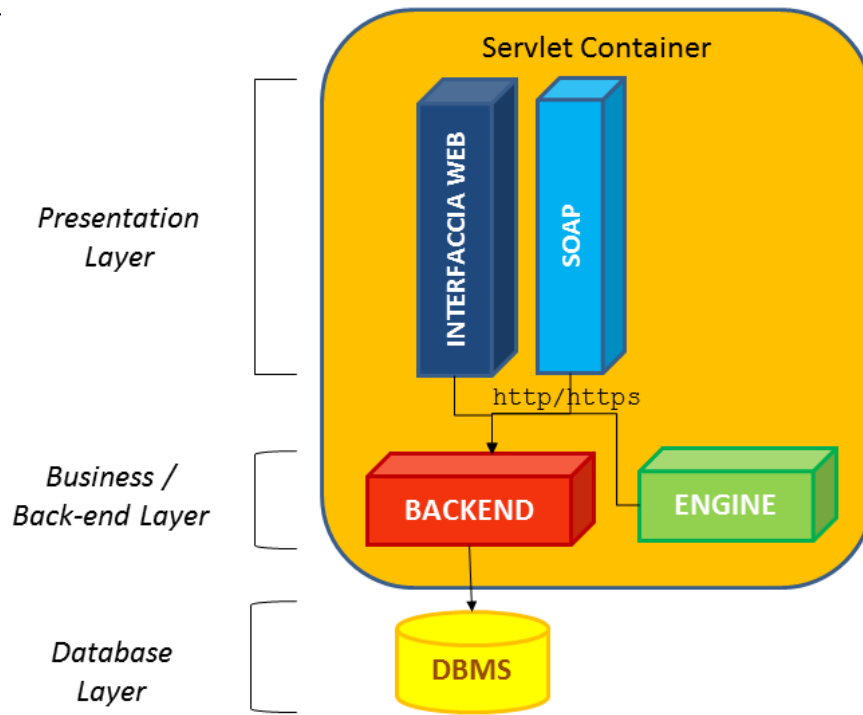 Servlet Container
Presentation
Layer
INTERFACCIA WEB
SOAP
http/https
Business /
Back-end Layer
BACKEND
ENGINE
Database
Layer
DBMS